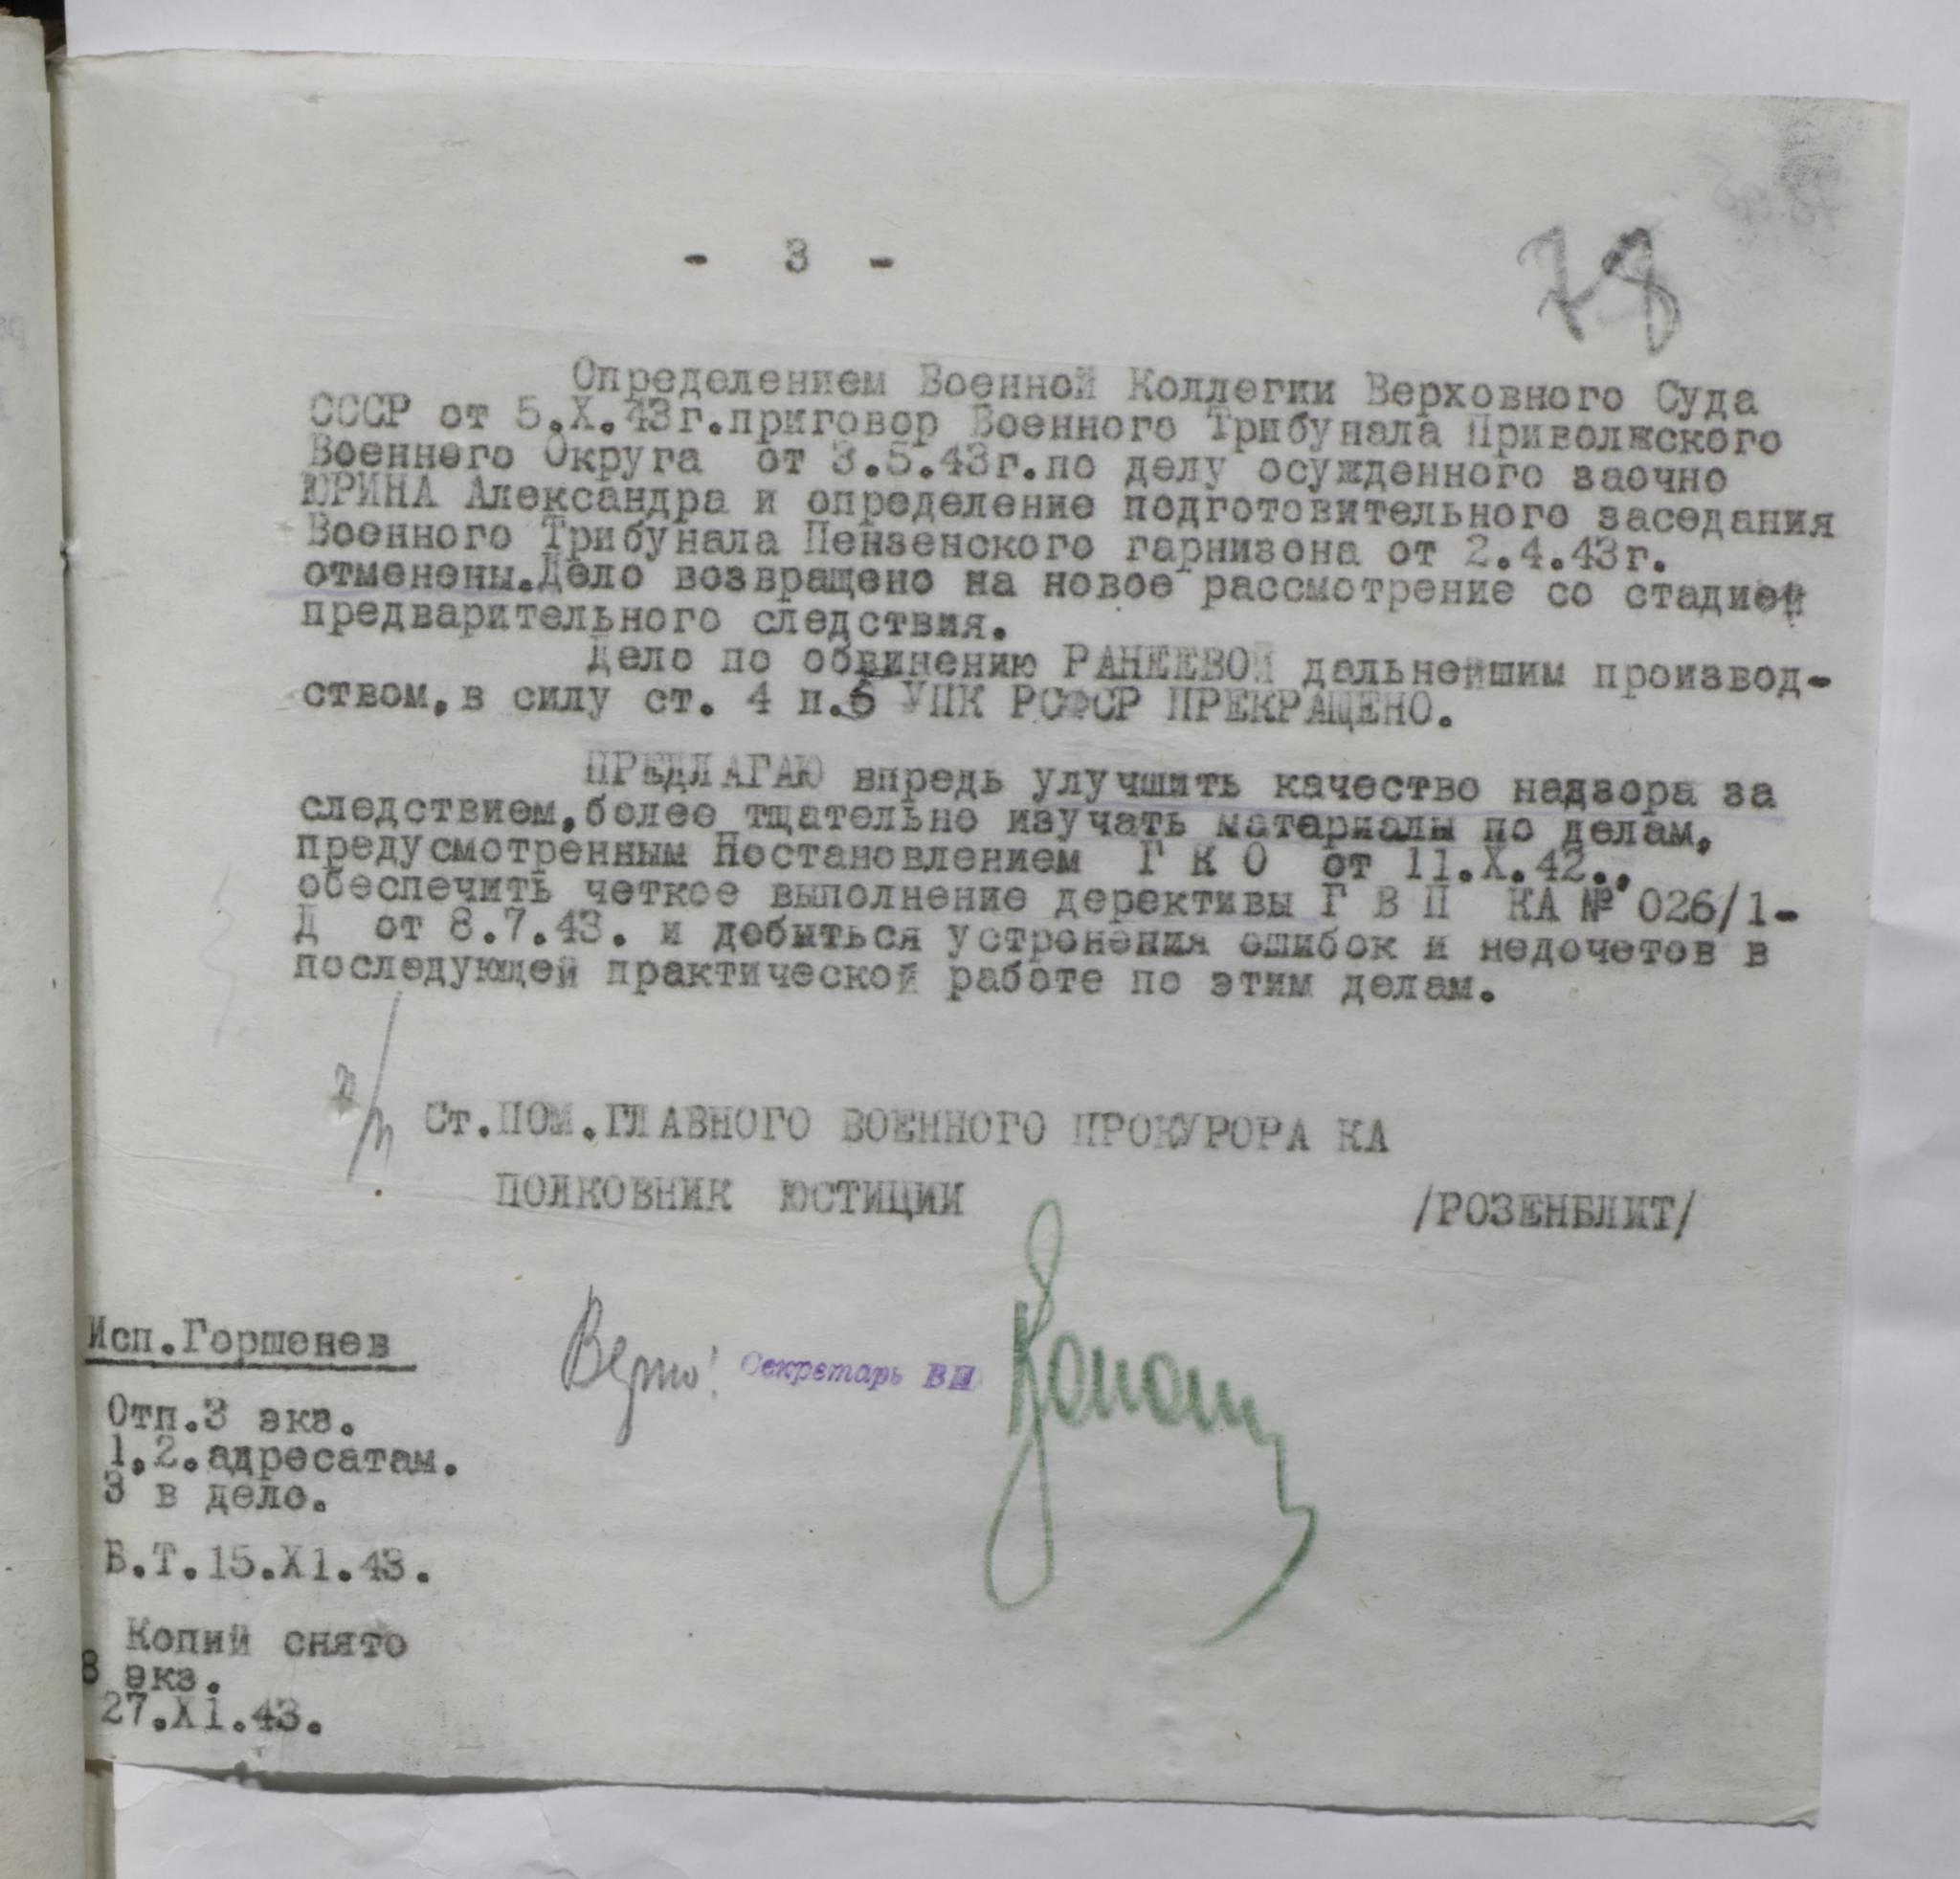 - 3 -
78
Определением Военной Коллегии Верховного Суда
СССР от 5.Х.43г.приговор Военного Трибунала Приволжского
Военного Округа от 3.5.43г.по делу осужденного заочно
ЮРИНА Александра и определение подготовительного заседания
Военного Трибунала Пензенского гарнизона от 2.4.43г.
отменены.Дело возвращено на новое рассмотрение со стадией
предварительного следствия.
Дело по обвинению РАНЕЕВОЙ дальнейшим производ-
ством,в силу ст. 4 п.5 УПК РСФСР ПРЕКРАЩЕНО.
ПРЕДЛАГАЮ впредь улучшить качество надзора за
следствием,более тщательно изучать материалы по делам,
предусмотренным Постановлением Г К О от 11.Х.42.,
обеспечить четкое выполнение дерективы Г В П КА № 026/1-
Д от 8.7.43. и добиться устронения ошибок и недочетов в
последующей практической работе по этим делам.
п/п Ст.ПОМ.ГЛАВНОГО ВОЕННОГО ПРОКУРОРА КА
ПОЛКОВНИК ЮСТИЦИИ /РОЗЕНБЛИТ/
Верно! Секретарь ВП
Исп.Горшенев
Отп.3 экз.
1,2.адресатам.
3 в дело.
Б.Т.15.Х1.43.
Копий снято
8 экз.
27.Х1.43.